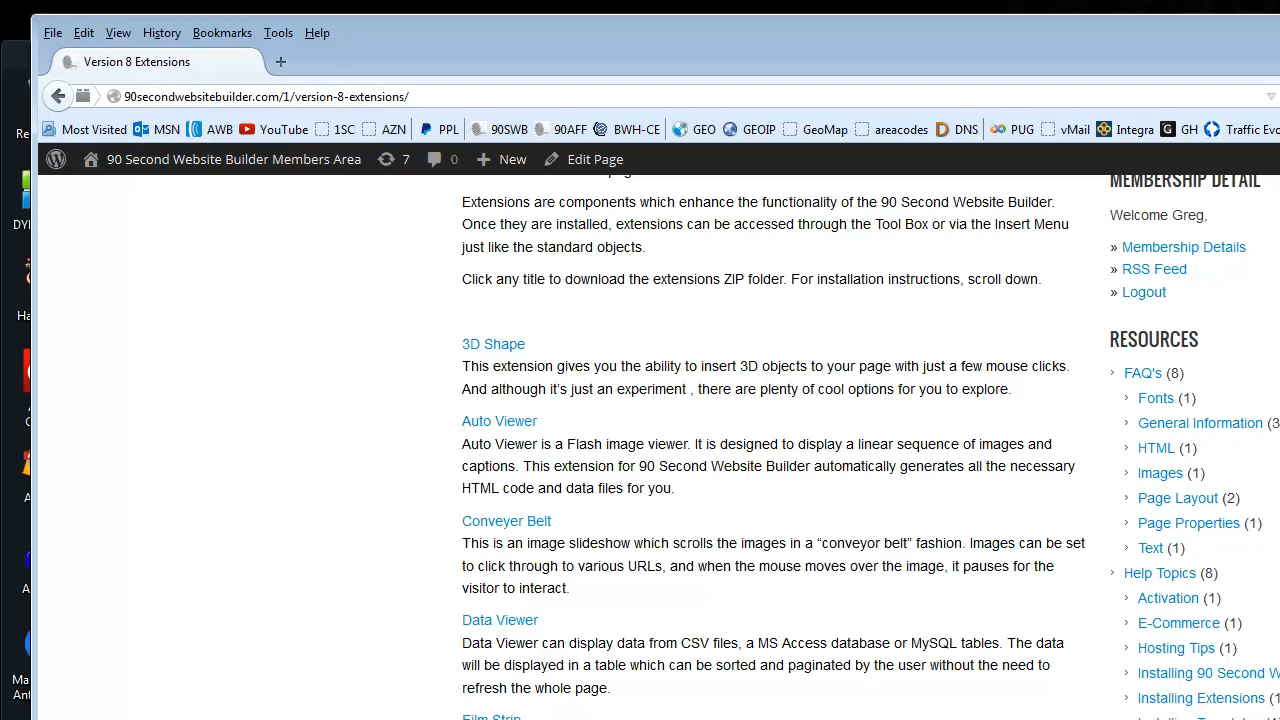 File Edit View History Bookmarks Tools Help
Version 8 Extensions
90secondwebsitebuilder.com/1/version-8-extensions/
Most Visited MSN AWB YouTube 1SC AZN PPL 90SWB 90AFF BWH-CE GEO GEOIP GeoMap areacodes DNS PUG vMail Integra GH Traffic Evo
90 Second Website Builder Members Area 7 0 New Edit Page
Extensions are components which enhance the functionality of the 90 Second Website Builder.
Once they are installed, extensions can be accessed through the Tool Box or via the Insert Menu
just like the standard objects.
Click any title to download the extensions ZIP folder. For installation instructions, scroll down.
3D Shape
This extension gives you the ability to insert 3D objects to your page with just a few mouse clicks.
And although it's just an experiment , there are plenty of cool options for you to explore.
Auto Viewer
Auto Viewer is a Flash image viewer. It is designed to display a linear sequence of images and
captions. This extension for 90 Second Website Builder automatically generates all the necessary
HTML code and data files for you.
Conveyer Belt
This is an image slideshow which scrolls the images in a “conveyor belt” fashion. Images can be set
to click through to various URLs, and when the mouse moves over the image, it pauses for the
visitor to interact.
Data Viewer
Data Viewer can display data from CSV files, a MS Access database or MySQL tables. The data
will be displayed in a table which can be sorted and paginated by the user without the need to
refresh the whole page.
Film Strip
MEMBERSHIP DETAIL
Welcome Greg,
» Membership Details
» RSS Feed
» Logout
RESOURCES
› FAQ's (8)
› Fonts (1)
› General Information (3
› HTML (1)
› Images (1)
› Page Layout (2)
› Page Properties (1)
› Text (1)
› Help Topics (8)
› Activation (1)
› E-Commerce (1)
› Hosting Tips (1)
› Installing 90 Second W
› Installing Extensions (1